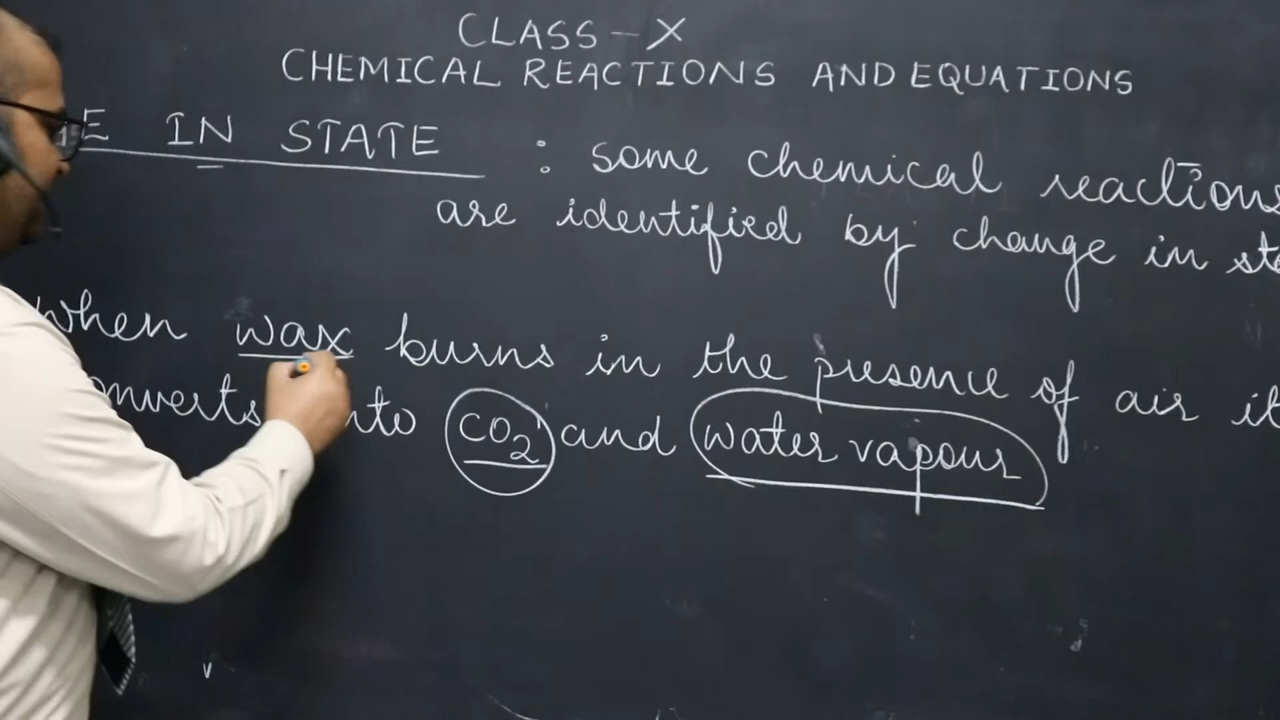 CLASS - X
CHEMICAL REACTIONS AND EQUATIONS
IN STATE : some chemical reactions
are identified by change in
When wax burns in the presence of air it
into CO2 and water vapour